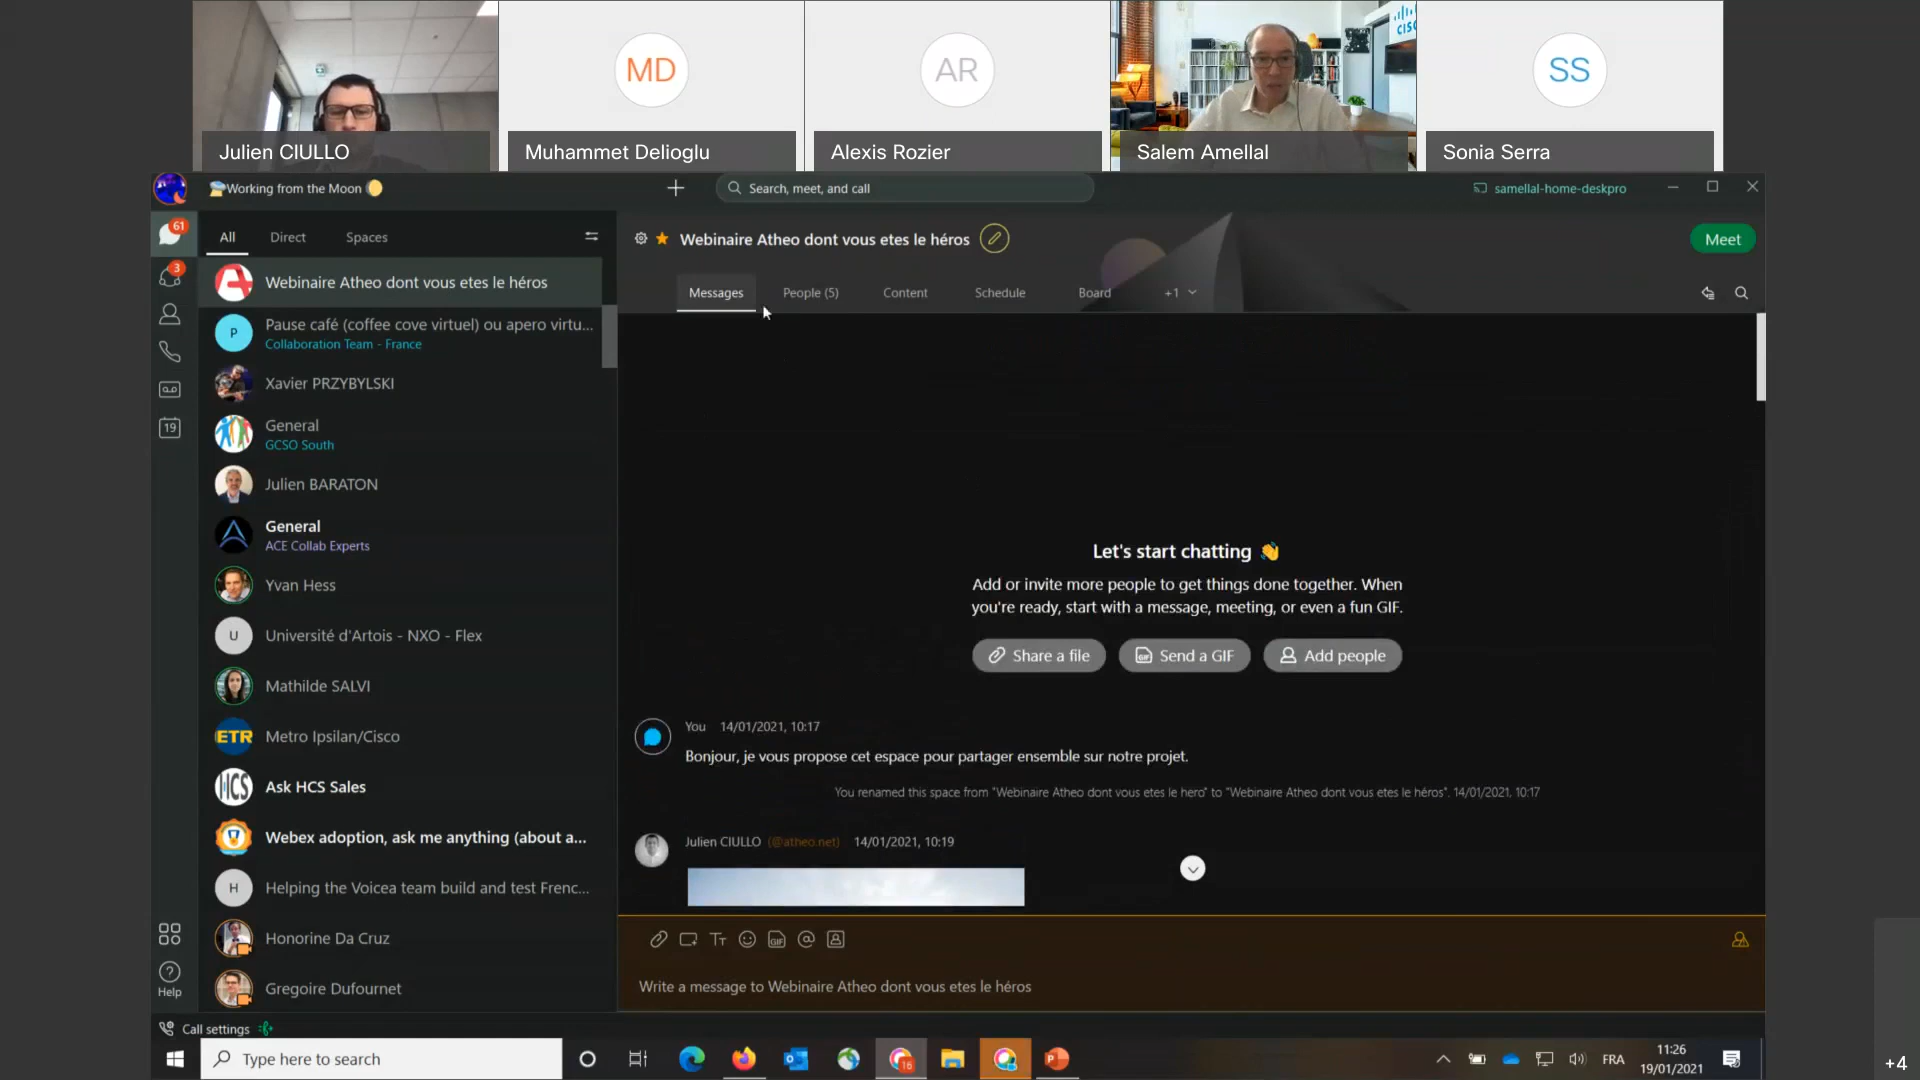 MD
AR
CISC
SS
Julien CIULLO
Muhammet Delioglu
Alexis Rozier
Salem Amellal
Sonia Serra
Working from the Moon
Search, meet, and call
samellal-home-deskpro
61
All
Direct
Spaces
Webinaire Atheo dont vous etes le héros
Meet
3
Webinaire Atheo dont vous etes le héros
Messages
People (5)
Content
Schedule
Board
+1
P
Pause café (coffee cove virtuel) ou apero virtu...
Collaboration Team - France
Xavier PRZYBYLSKI
19
General
GCSO South
Julien BARATON
General
ACE Collab Experts
Yvan Hess
U
Université d'Artois - NXO - Flex
Mathilde SALVI
ETR
Metro Ipsilan/Cisco
HCS
Ask HCS Sales
Webex adoption, ask me anything (about a...
H
Helping the Voicea team build and test Frenc...
Honorine Da Cruz
Gregoire Dufournet
Help
Call settings
Let's start chatting
Add or invite more people to get things done together. When
you're ready, start with a message, meeting, or even a fun GIF.
Share a file
GIF
Send a GIF
Add people
You 14/01/2021, 10:17
Bonjour, je vous propose cet espace pour partager ensemble sur notre projet.
You renamed this space from "Webinaire Atheo dont vous etes le hero" to "Webinaire Atheo dont vous etes le héros". 14/01/2021, 10:17
Julien CIULLO (@atheo.net) 14/01/2021, 10:19
GIF
Write a message to Webinaire Atheo dont vous etes le héros
Type here to search
16
FRA
11:26
19/01/2021
+4